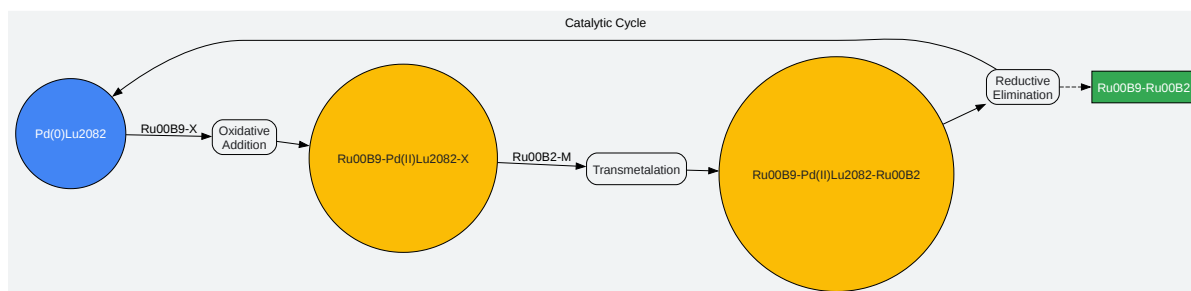 Catalytic Cycle
Pd(0)Lu2082
Ru00B9-X
Oxidative
Addition
Ru00B9-Pd(II)Lu2082-X
Ru00B2-M
Transmetalation
Ru00B9-Pd(II)Lu2082-Ru00B2
Reductive
Elimination
Ru00B9-Ru00B2